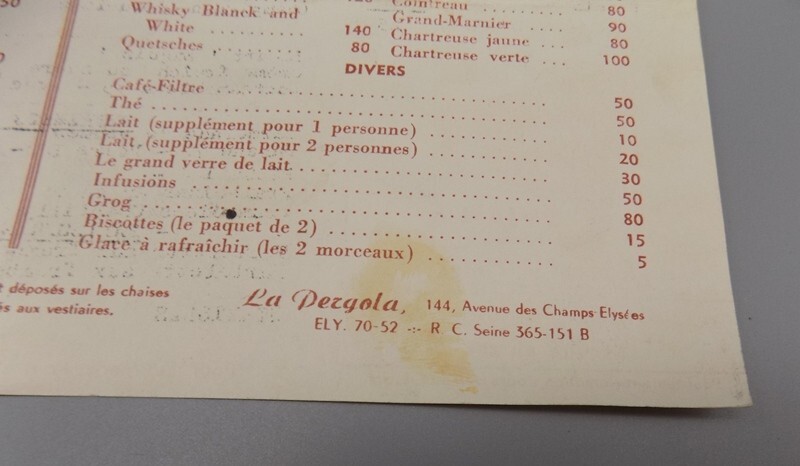 Whisky Blanck and
White .......... 140
Quetsches ....... 80
Cointreau ... 80
Grand-Marnier .... 90
Chartreuse jaune ... 80
Chartreuse verte ... 100
DIVERS
Café-Filtre ........ 50
Thé ........ 50
Lait (supplément pour 1 personne) ........ 10
Lait (supplément pour 2 personnes) ........ 20
Le grand verre de lait ........ 30
Infusions ........ 50
Grog ........ 80
Biscottes (le paquet de 2) ........ 15
Glace à rafraîchir (les 2 morceaux) ........ 5
déposés sur les chaises
aux vestiaires.
La Pergola, 144, Avenue des Champs-Elysées
ELY. 70-52 -:- R. C. Seine 365-151 B